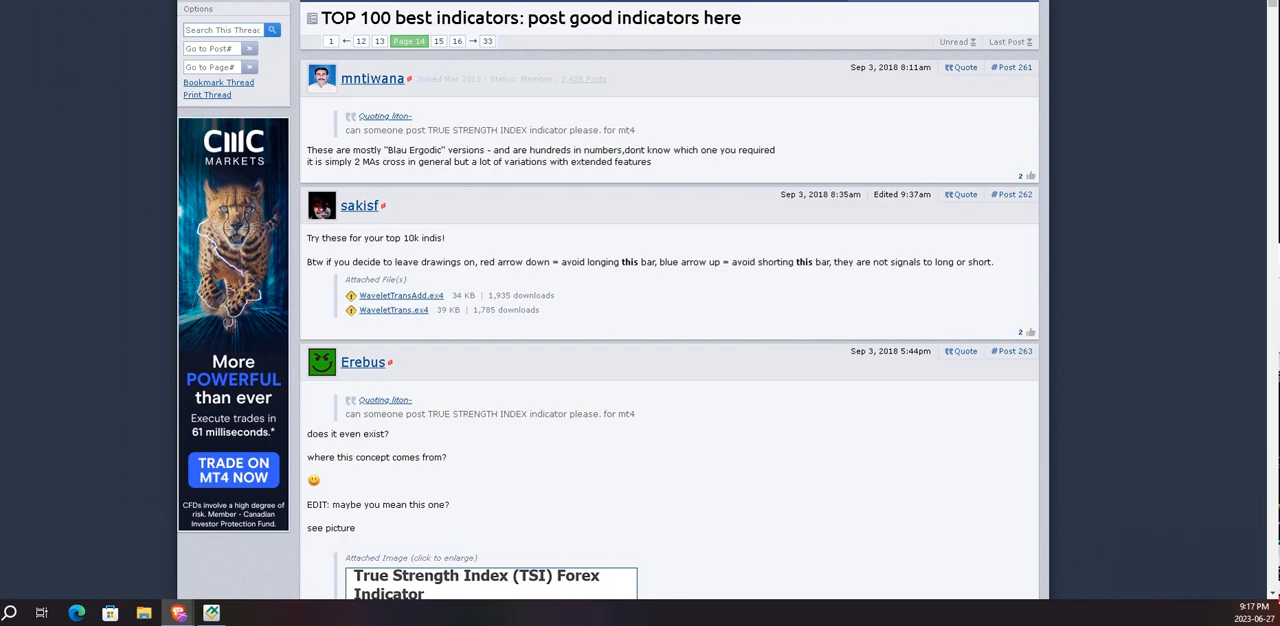 Options
Search This Thread
Go to Post# »
Go to Page# »
Bookmark Thread
Print Thread
CMC
MARKETS
More
POWERFUL
than ever
Execute trades in
61 milliseconds.*
TRADE ON
MT4 NOW
CFDs involve a high degree of
risk. Member - Canadian
Investor Protection Fund.
TOP 100 best indicators: post good indicators here
1 ← 12 13 Page 14 15 16 → 33
Unread Last Post
mntiwana Joined Mar 2013 | Status: Member | 2,426 Posts
Sep 3, 2018 8:11am Quote #Post 261
Quoting liton-
can someone post TRUE STRENGTH INDEX indicator please. for mt4
These are mostly "Blau Ergodic" versions - and are hundreds in numbers,dont know which one you required
it is simply 2 MAs cross in general but a lot of variations with extended features
2
sakisf
Sep 3, 2018 8:35am | Edited 9:37am Quote #Post 262
Try these for your top 10k indis!
Btw if you decide to leave drawings on, red arrow down = avoid longing this bar, blue arrow up = avoid shorting this bar, they are not signals to long or short.
Attached File(s)
WaveletTransAdd.ex4 34 KB | 1,935 downloads
WaveletTrans.ex4 39 KB | 1,785 downloads
2
Erebus
Sep 3, 2018 5:44pm Quote #Post 263
Quoting liton-
can someone post TRUE STRENGTH INDEX indicator please. for mt4
does it even exist?
where this concept comes from?
EDIT: maybe you mean this one?
see picture
Attached Image (click to enlarge)
True Strength Index (TSI) Forex
Indicator
9:17 PM
2023-06-27